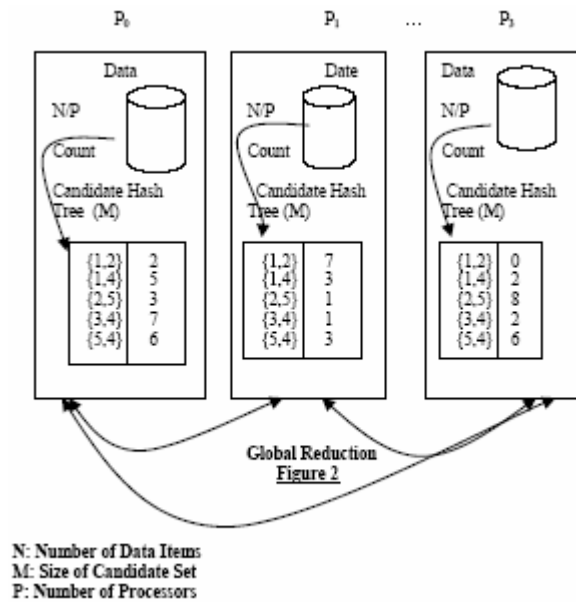 P0 P1 ... P3
Data
N/P
Count
Candidate Hash
Tree (M)
{1,2} 2
{1,4} 5
{2,5} 3
{3,4} 7
{5,4} 6
Date
N/P
Count
Candidate Hash
Tree (M)
{1,2} 7
{1,4} 3
{2,5} 1
{3,4} 1
{5,4} 3
Data
N/P
Count
Candidate Hash
Tree (M)
{1,2} 0
{1,4} 2
{2,5} 8
{3,4} 2
{5,4} 6
Global Reduction
Figure 2
N: Number of Data Items
M: Size of Candidate Set
P: Number of Processors